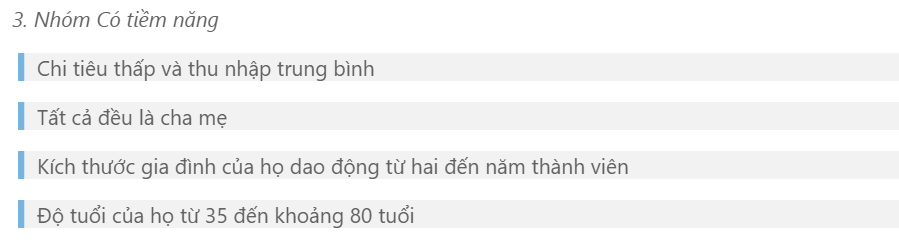 3. Nhóm Có tiềm năng
Chi tiêu thấp và thu nhập trung bình
Tất cả đều là cha mẹ
Kích thước gia đình của họ dao động từ hai đến năm thành viên
Độ tuổi của họ từ 35 đến khoảng 80 tuổi